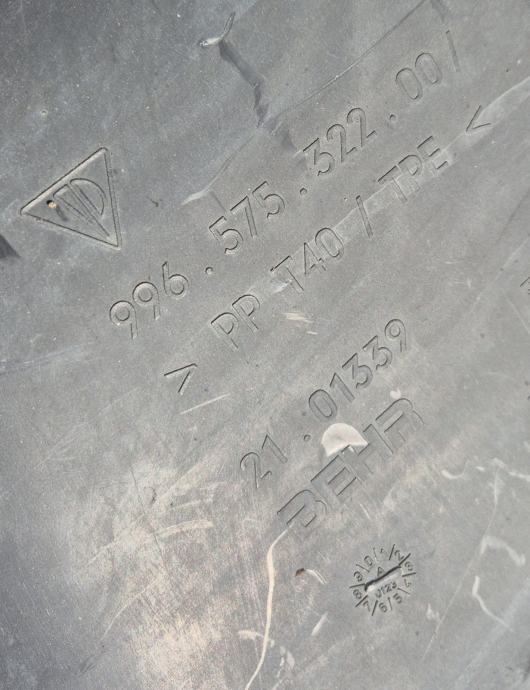 996.575.322.00/
> PP T40 / TPE <
21.01339
BEHR